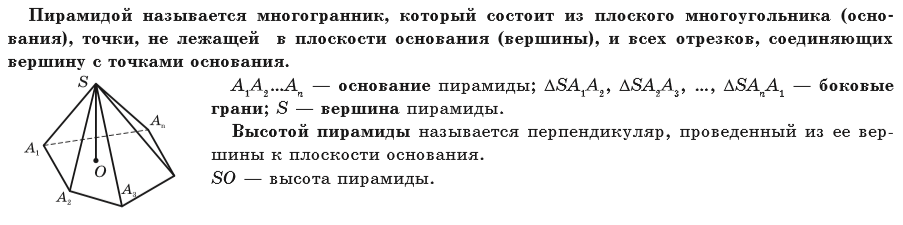 Пирамидой называется многогранник, который состоит из плоского многоугольника (осно-
вания), точки, не лежащей в плоскости основания (вершины), и всех отрезков, соединяющих
вершину с точками основания.
A₁A₂...Aₙ — основание пирамиды; ΔSA₁A₂, ΔSA₂A₃, ..., ΔSAₙA₁ — боковые
грани; S — вершина пирамиды.
Высотой пирамиды называется перпендикуляр, проведенный из ее вер-
шины к плоскости основания.
SO — высота пирамиды.
S
Aₙ
A₁
O
A₂
A₃